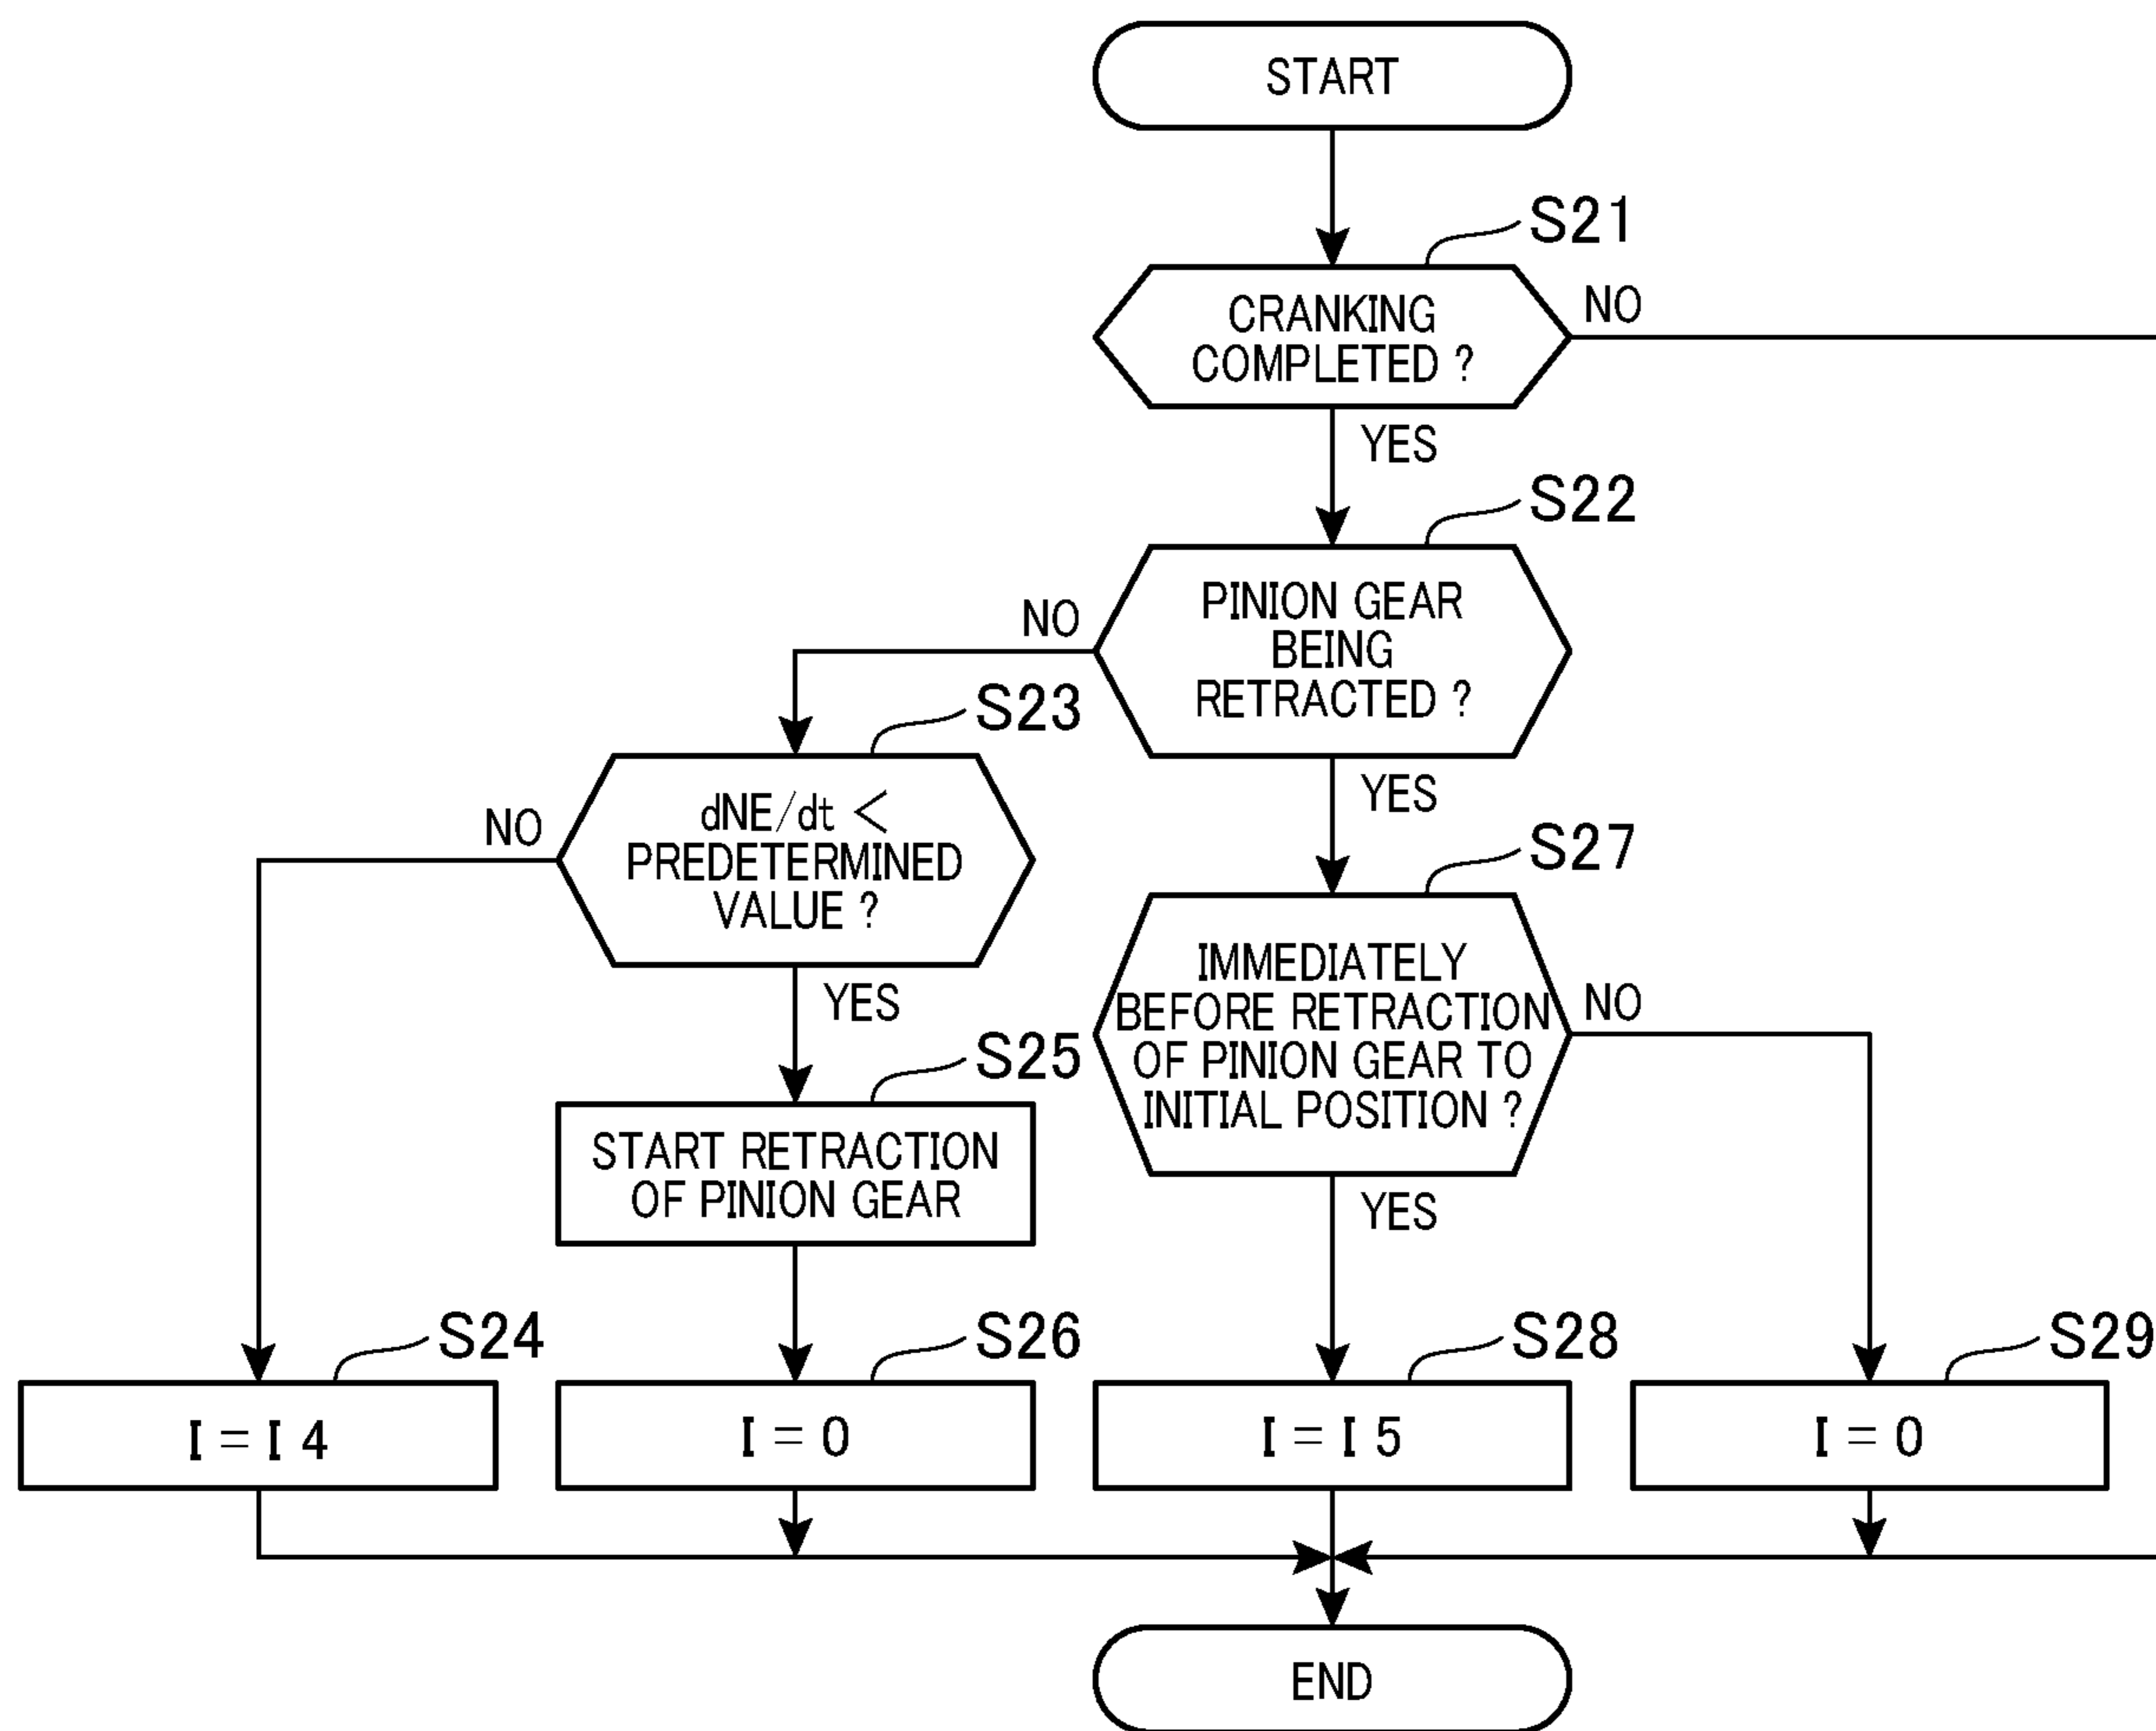 START
S21
CRANKING
COMPLETED ?
NO
YES
S22
PINION GEAR
BEING
RETRACTED ?
NO
YES
S23
dNE/dt <
PREDETERMINED
VALUE ?
NO
YES
S27
IMMEDIATELY
BEFORE RETRACTION
OF PINION GEAR TO
INITIAL POSITION ?
NO
YES
S25
START RETRACTION
OF PINION GEAR
S24
I = I 4
S26
I = 0
S28
I = I 5
S29
I = 0
END